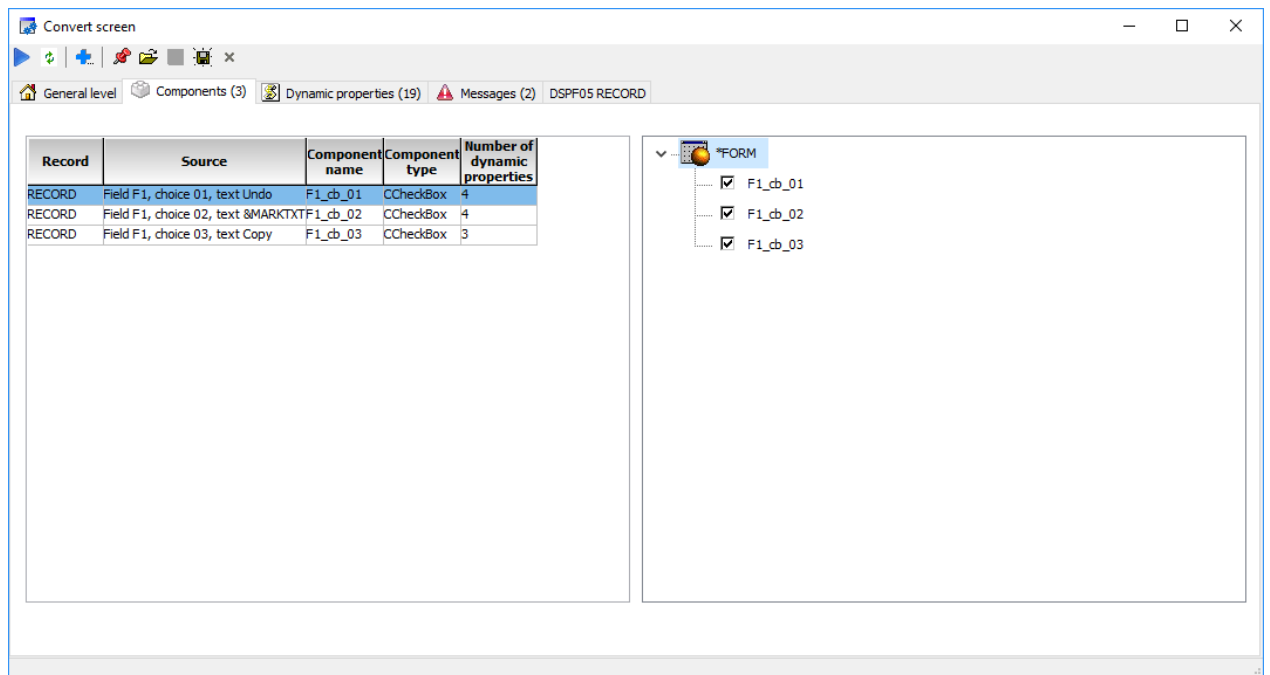 Convert screen
General level Components (3) Dynamic properties (19) Messages (2) DSPF05 RECORD
Record Source Component name Component type Number of dynamic properties
RECORD Field F1, choice 01, text Undo F1_cb_01 CCheckBox 4
RECORD Field F1, choice 02, text &MARKTXT F1_cb_02 CCheckBox 4
RECORD Field F1, choice 03, text Copy F1_cb_03 CCheckBox 3
*FORM
F1_cb_01
F1_cb_02
F1_cb_03